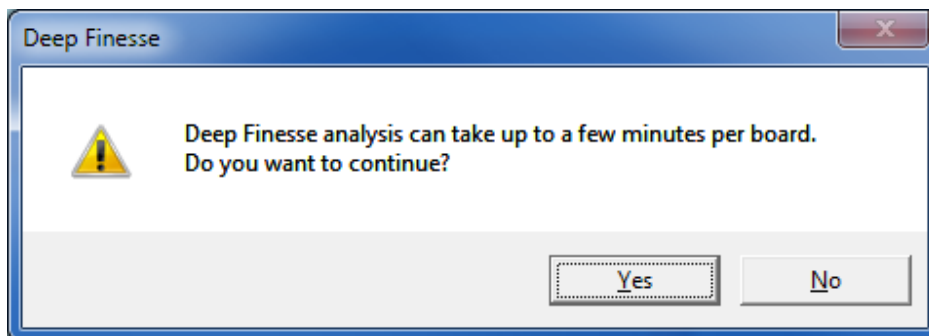 Deep Finesse
Deep Finesse analysis can take up to a few minutes per board.
Do you want to continue?
Yes No